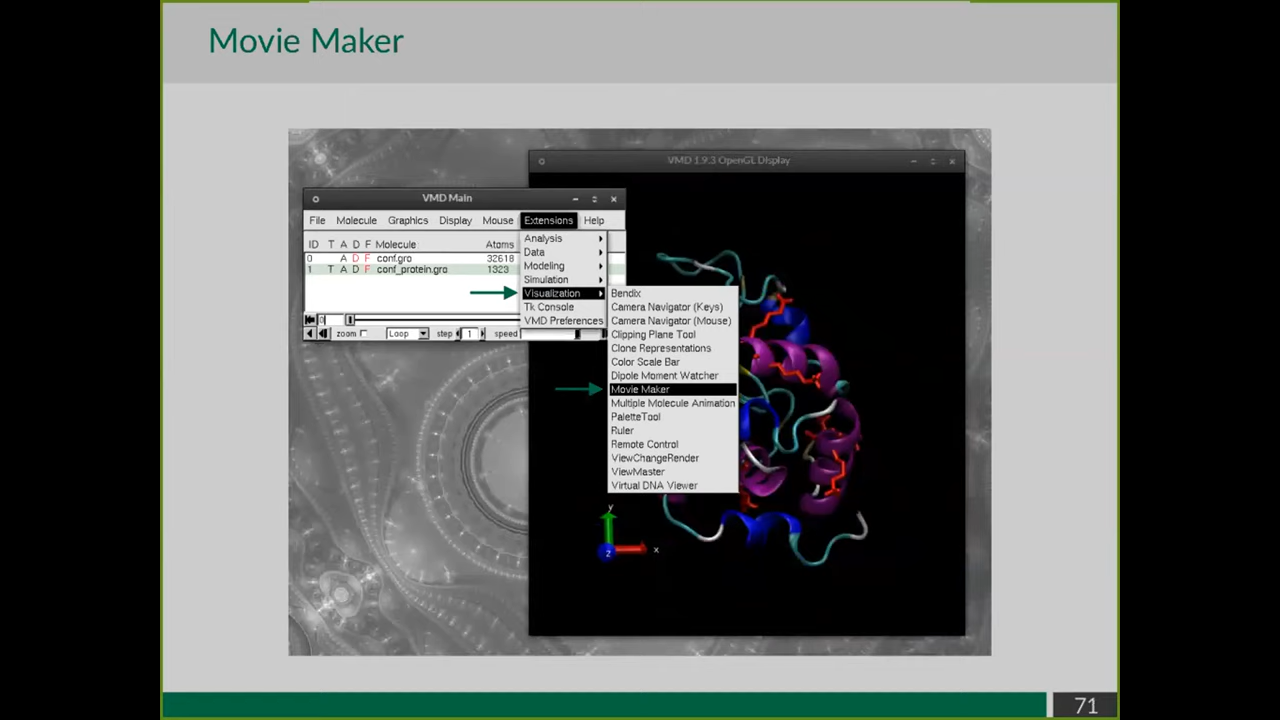 Movie Maker
VMD 1.9.3 OpenGL Display
VMD Main
File Molecule Graphics Display Mouse Extensions Help
ID T A D F Molecule Atoms
0 A D F conf.gro 32618
1 T A D F conf_protein.gro 1323
0
zoom Loop step 1 speed
Analysis
Data
Modeling
Simulation
Visualization
Tk Console
VMD Preferences
Bendix
Camera Navigator (Keys)
Camera Navigator (Mouse)
Clipping Plane Tool
Clone Representations
Color Scale Bar
Dipole Moment Watcher
Movie Maker
Multiple Molecule Animation
PaletteTool
Ruler
Remote Control
ViewChangeRender
ViewMaster
Virtual DNA Viewer
y
z
x
71